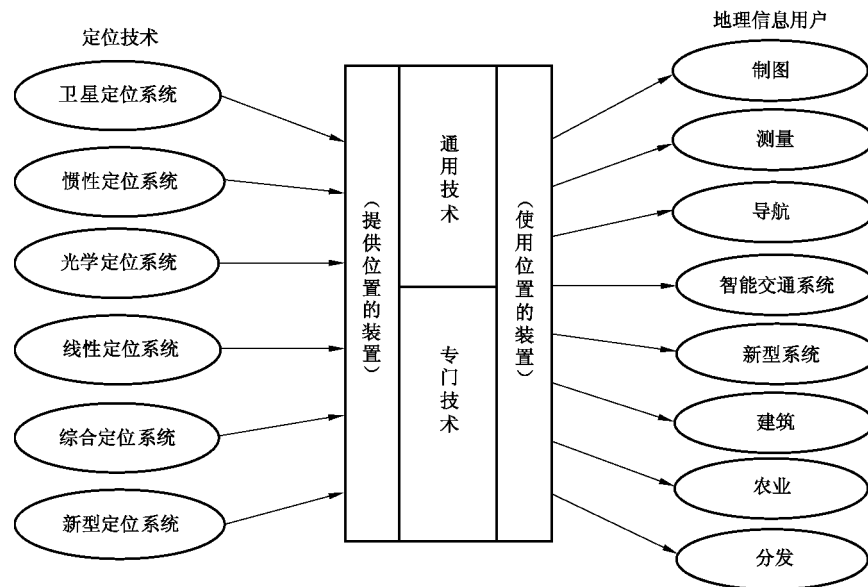 定位技术
卫星定位系统
惯性定位系统
光学定位系统
线性定位系统
综合定位系统
新型定位系统
（提供位置的装置）
通用技术
专门技术
（使用位置的装置）
地理信息用户
制图
测量
导航
智能交通系统
新型系统
建筑
农业
分发